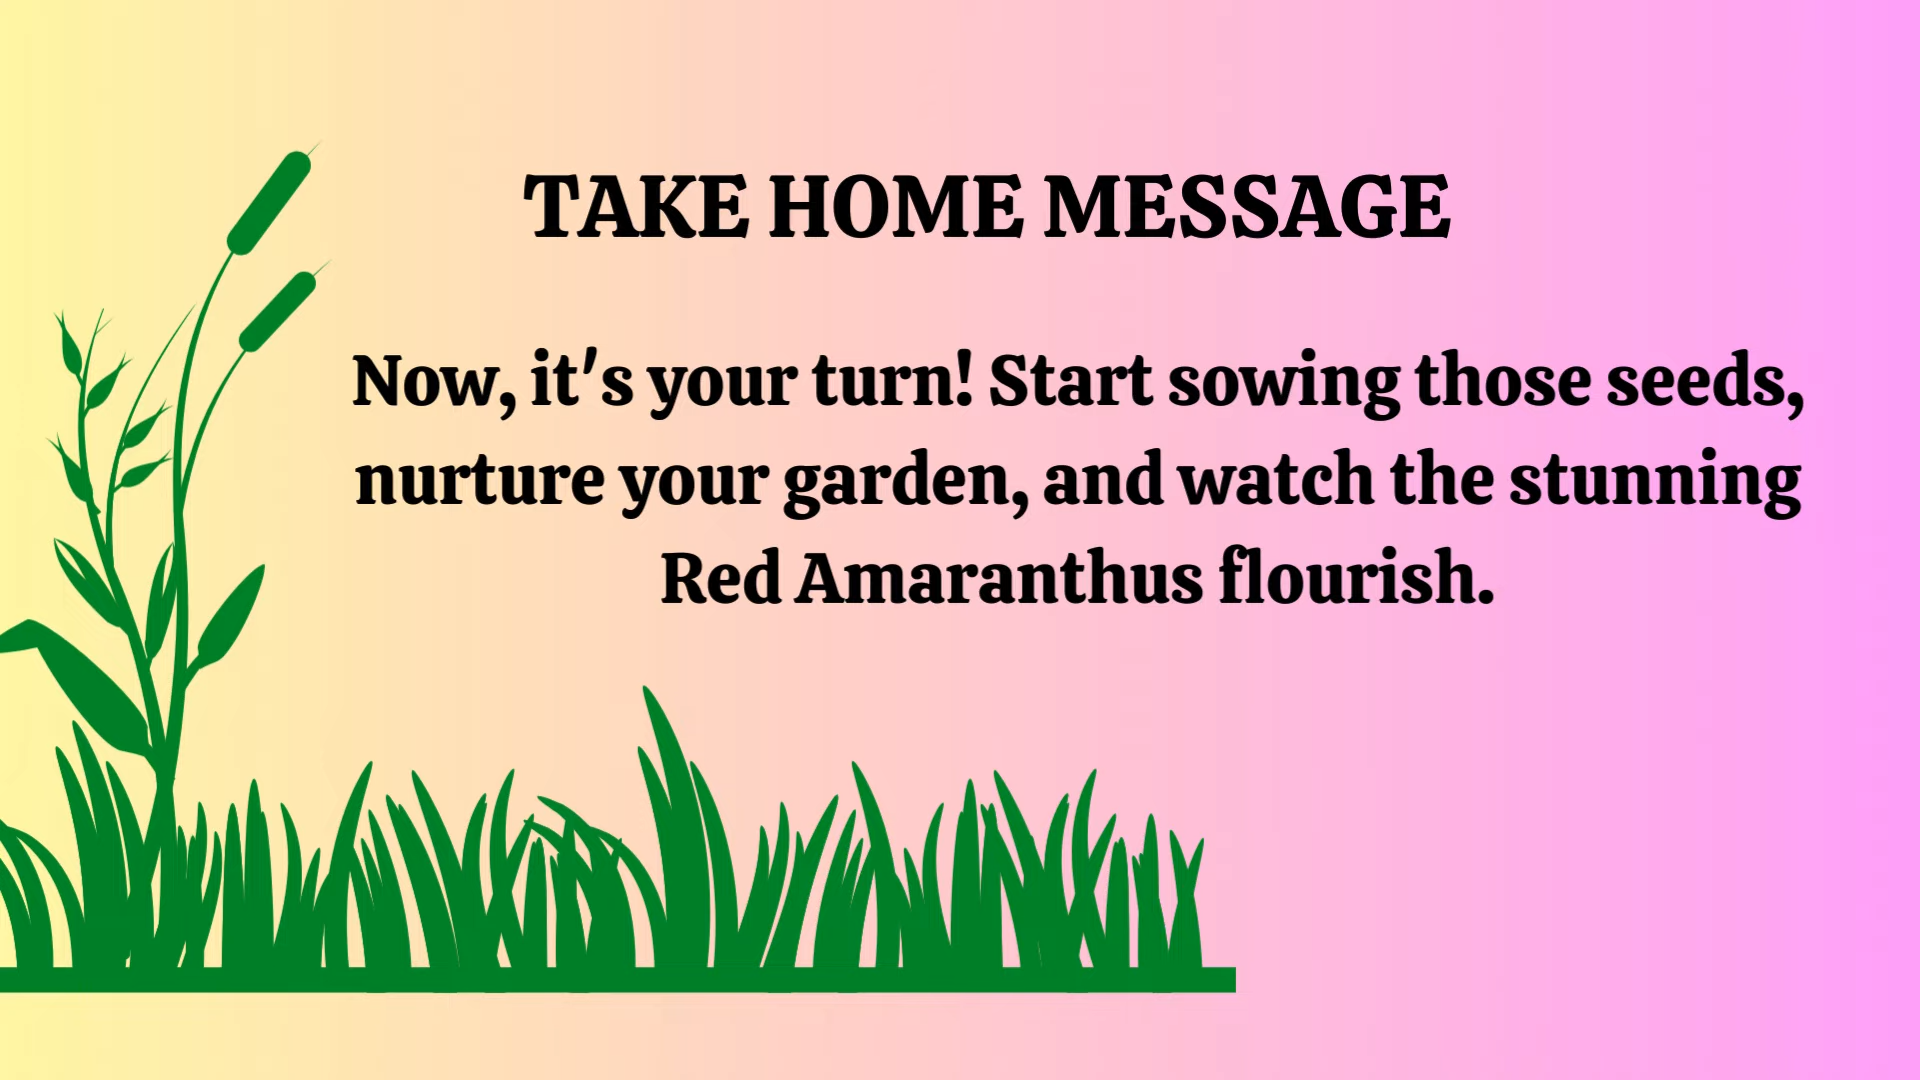 TAKE HOME MESSAGE
Now, it's your turn! Start sowing those seeds,
nurture your garden, and watch the stunning
Red Amaranthus flourish.